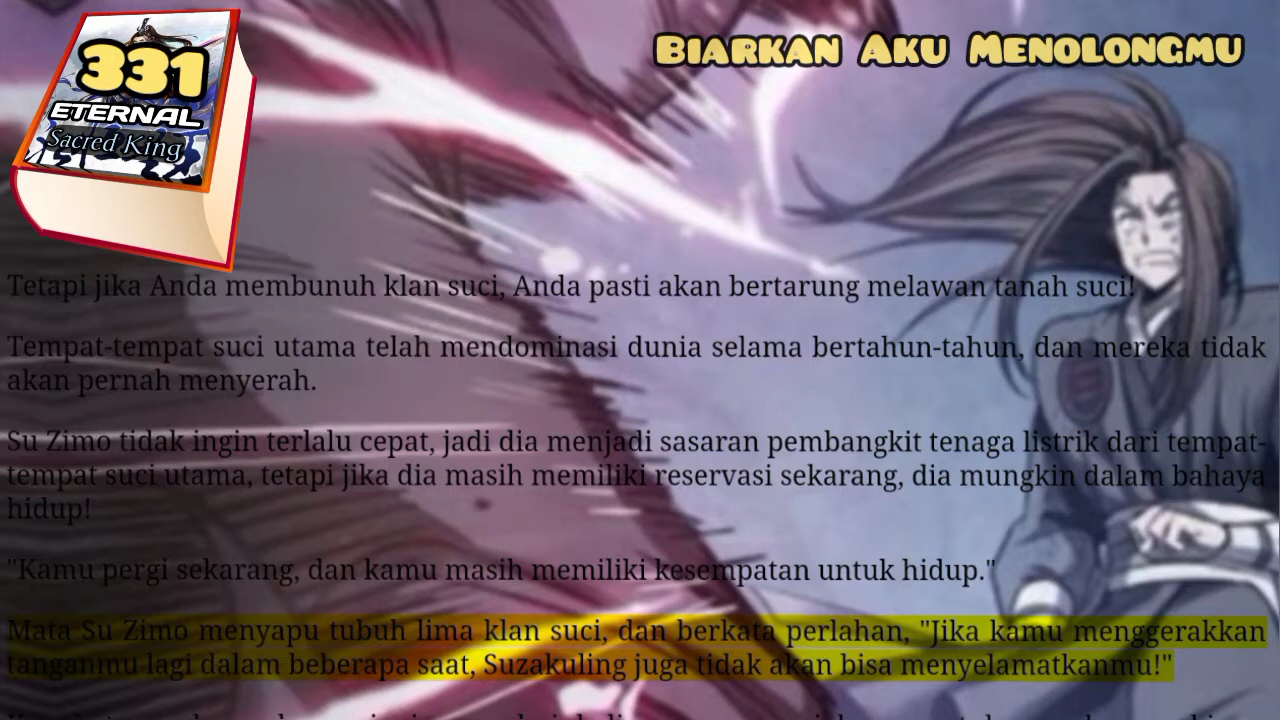 331
ETERNAL
Sacred King
Biarkan Aku Menolongmu
Tetapi jika Anda membunuh klan suci, Anda pasti akan bertarung melawan tanah suci!
Tempat-tempat suci utama telah mendominasi dunia selama bertahun-tahun, dan mereka tidak
akan pernah menyerah.
Su Zimo tidak ingin terlalu cepat, jadi dia menjadi sasaran pembangkit tenaga listrik dari tempat-
tempat suci utama, tetapi jika dia masih memiliki reservasi sekarang, dia mungkin dalam bahaya
hidup!
"Kamu pergi sekarang, dan kamu masih memiliki kesempatan untuk hidup."
Mata Su Zimo menyapu tubuh lima klan suci, dan berkata perlahan, "Jika kamu menggerakkan
tanganmu lagi dalam beberapa saat, Suzakuling juga tidak akan bisa menyelamatkanmu!"